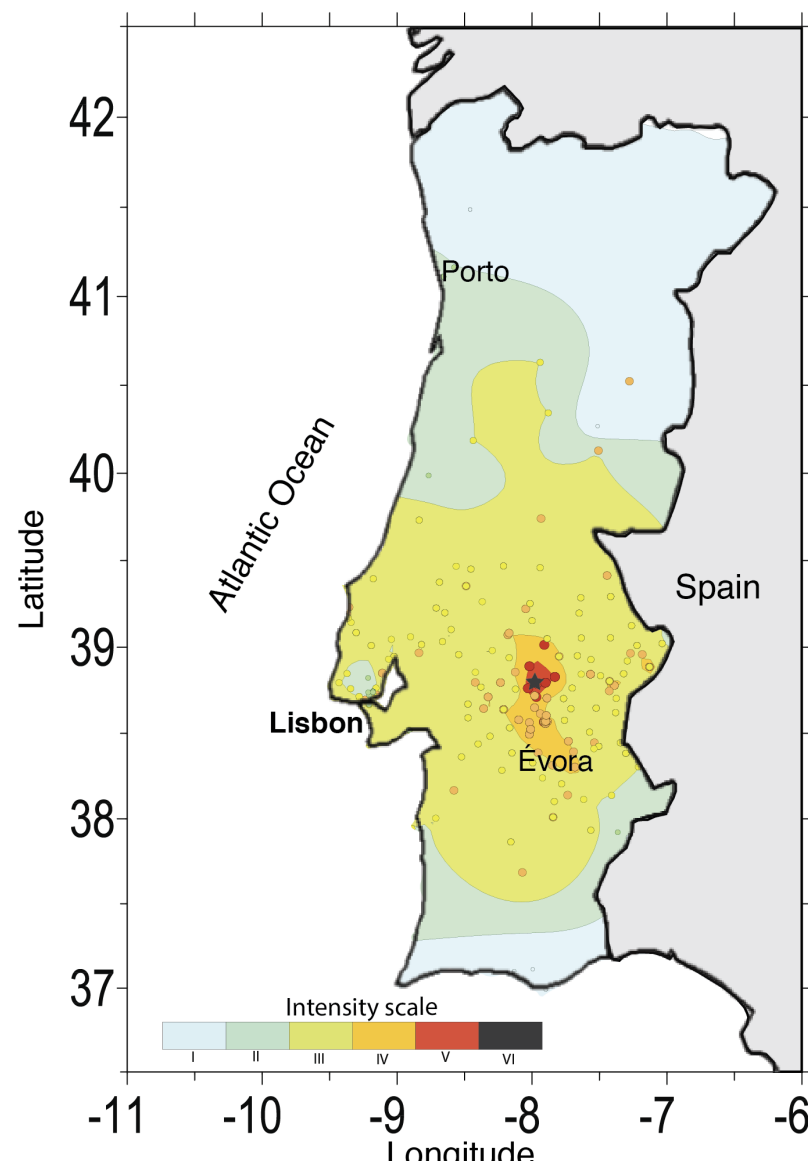 42
Porto
41
Atlantic Ocean
40
Latitude
Spain
39
Lisbon
Évora
38
37
Intensity scale
I II III IV V VI
-11 -10 -9 -8 -7 -6
Longitude